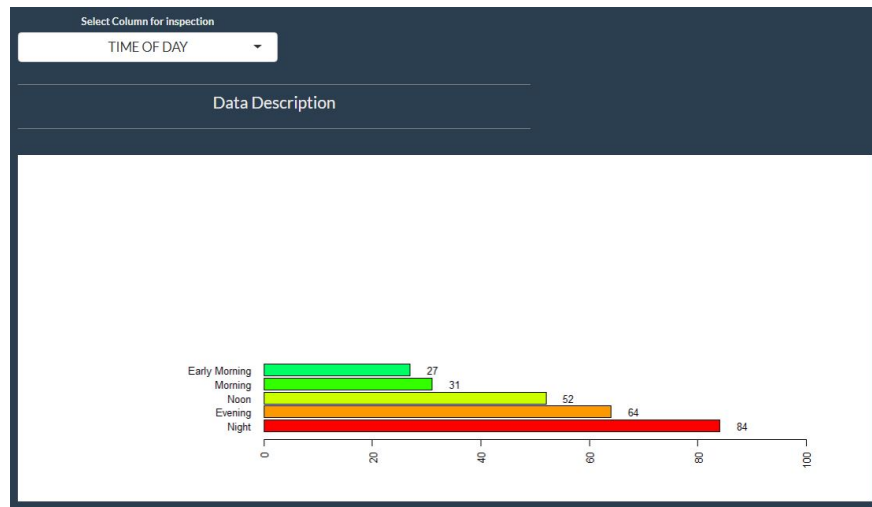 Select Column for inspection
TIME OF DAY
Data Description
Early Morning 27
Morning 31
Noon 52
Evening 64
Night 84
0 20 40 60 80 100